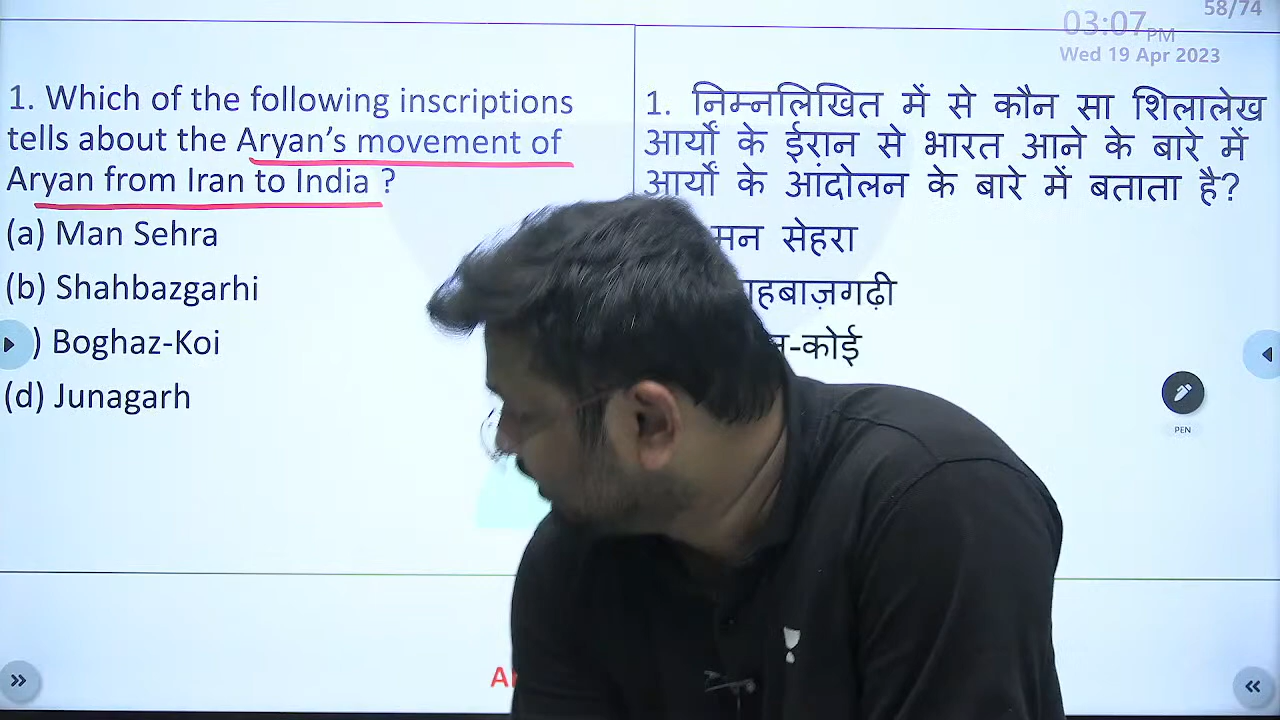 58/74
03:07 PM
Wed 19 Apr 2023
1. Which of the following inscriptions
tells about the Aryan’s movement of
Aryan from Iran to India ?
(a) Man Sehra
(b) Shahbazgarhi
) Boghaz-Koi
(d) Junagarh
1. निम्नलिखित में से कौन सा शिलालेख
आर्यों के ईरान से भारत आने के बारे में
आर्यों के आंदोलन के बारे में बताता है?
मन सेहरा
हबाज़गढ़ी
-कोई
PEN